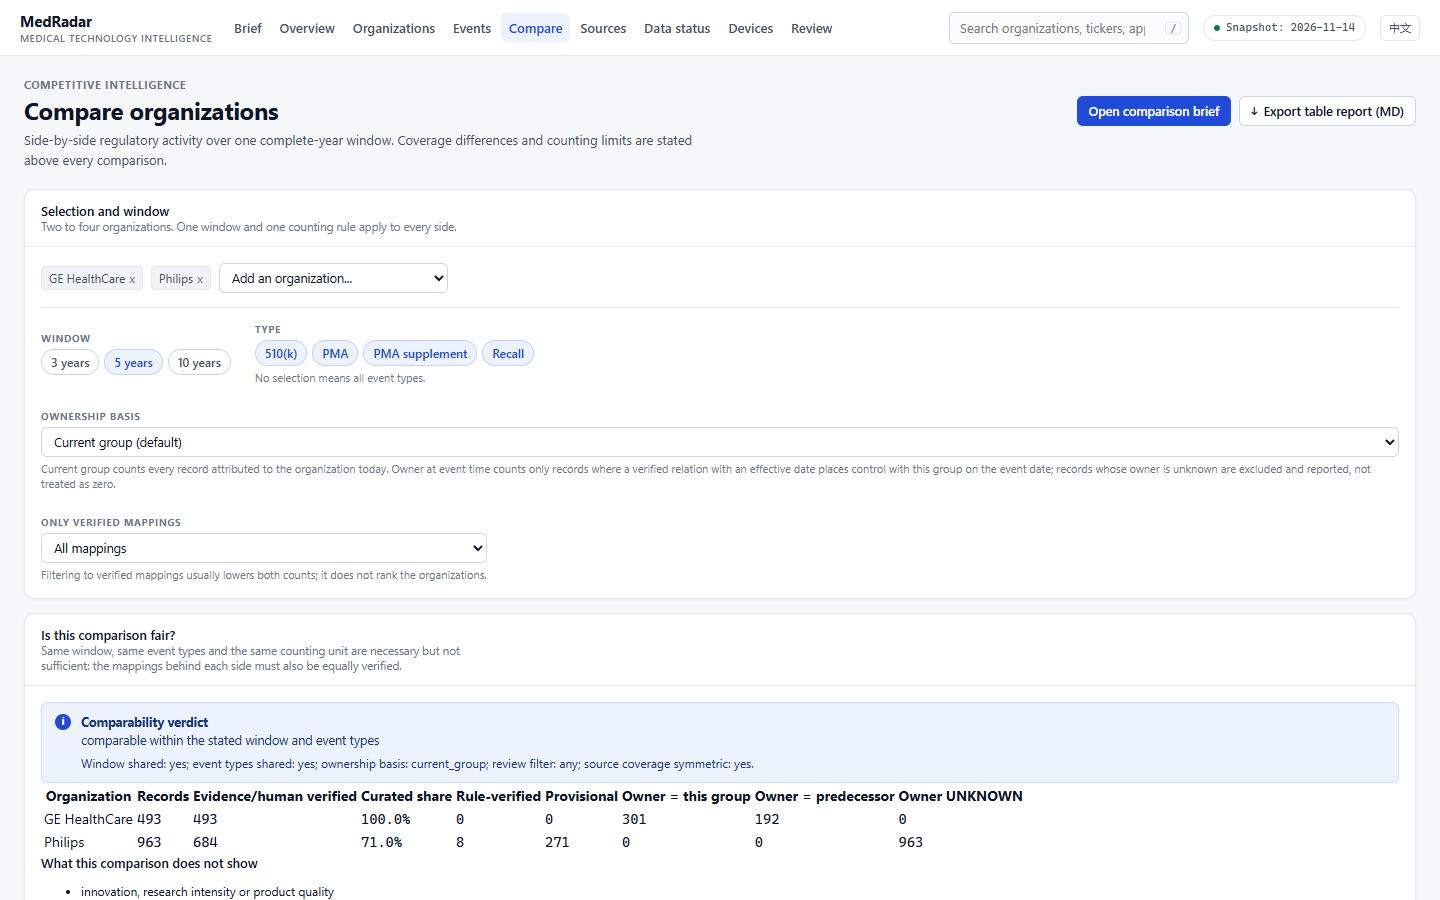 MedRadar
MEDICAL TECHNOLOGY INTELLIGENCE
Brief
Overview
Organizations
Events
Compare
Sources
Data status
Devices
Review
Search organizations, tickers, ap
/
Snapshot: 2026-11-14
中文
COMPETITIVE INTELLIGENCE
Compare organizations
Side-by-side regulatory activity over one complete-year window. Coverage differences and counting limits are stated
above every comparison.
Open comparison brief
↓ Export table report (MD)
Selection and window
Two to four organizations. One window and one counting rule apply to every side.
GE HealthCare x
Philips x
Add an organization...
WINDOW
3 years
5 years
10 years
TYPE
510(k)
PMA
PMA supplement
Recall
No selection means all event types.
OWNERSHIP BASIS
Current group (default)
Current group counts every record attributed to the organization today. Owner at event time counts only records where a verified relation with an effective date places control with this group on the event date; records whose owner is unknown are excluded and reported, not
treated as zero.
ONLY VERIFIED MAPPINGS
All mappings
Filtering to verified mappings usually lowers both counts; it does not rank the organizations.
Is this comparison fair?
Same window, same event types and the same counting unit are necessary but not
sufficient: the mappings behind each side must also be equally verified.
i
Comparability verdict
comparable within the stated window and event types
Window shared: yes; event types shared: yes; ownership basis: current_group; review filter: any; source coverage symmetric: yes.
Organization Records Evidence/human verified Curated share Rule-verified Provisional Owner = this group Owner = predecessor Owner UNKNOWN
GE HealthCare 493 493 100.0% 0 0 301 192 0
Philips 963 684 71.0% 8 271 0 0 963
What this comparison does not show
• innovation, research intensity or product quality